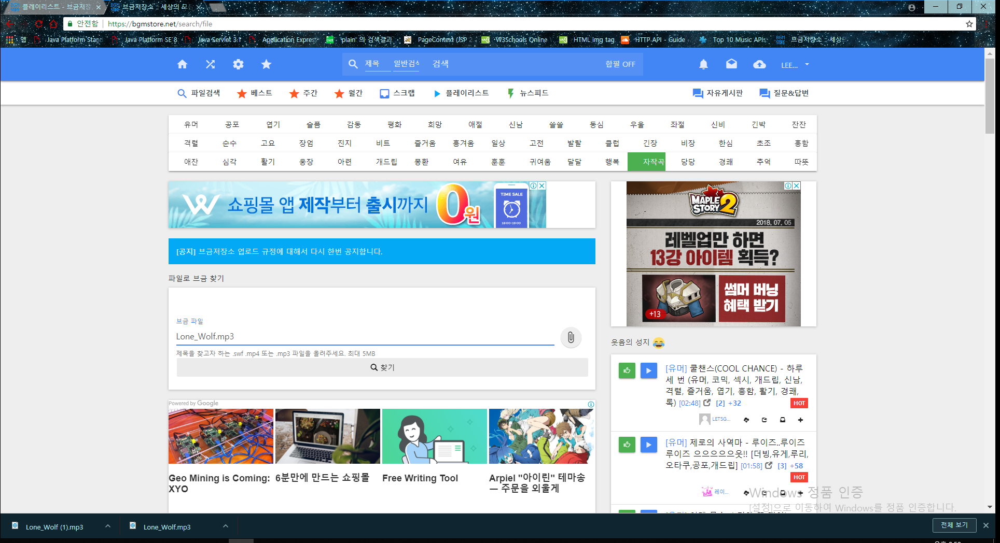 플레이리스트 - 브금저장
브금저장소 :: 세상의 모든
안전함 | https://bgmstore.net/search/file
앱 Java Platform Stand Java Platform SE 8 Java Servlet 3.1 Application Expres 'plain' 의 검색결과 PageContext (JSP 2 W3Schools Online HTML img tag HTTP API - Guide Top 10 Music APIs 브금저장소 :: 세상의
제목 일반검색 검색 합필 OFF LEE...
파일검색 베스트 주간 월간 스크랩 플레이리스트 뉴스피드 자유게시판 질문&답변
유머 공포 엽기 슬픔 감동 평화 희망 애절 신남 쓸쓸 동심 우울 좌절 신비 긴박 잔잔
격렬 순수 고요 장엄 진지 비트 즐거움 흥겨움 일상 고전 발랄 클럽 긴장 비장 한심 초조 흥함
애잔 심각 활기 웅장 아련 개드립 몽환 여유 훈훈 귀여움 달달 행복 자작곡 당당 경쾌 추억 따뜻
쇼핑몰 앱 제작부터 출시까지 0원
TIME SALE
18:00~19:00
[공지] 브금저장소 업로드 규정에 대해서 다시 한번 공지합니다.
파일로 브금 찾기
브금 파일
Lone_Wolf.mp3
제목을 찾고자 하는 .swf .mp4 또는 .mp3 파일을 올려주세요. 최대 5MB
찾기
Powered by Google
Geo Mining is Coming: XYO
6분만에 만드는 쇼핑몰
Free Writing Tool
Arpiel "아이린" 테마송
— 주문을 외울게
MAPLE
STORY 2
2018. 07. 05
레벨업만 하면
13강 아이템 획득?
+13
썸머 버닝
혜택 받기
웃음의 성지
[유머] 쿨챈스(COOL CHANCE) - 하루
세 번 (유머, 코믹, 섹시, 개드립, 신남,
격렬, 즐거움, 엽기, 흥함, 활기, 경쾌,
록) [02:48] [2] +32
HOT
LETSG...
[유머] 제로의 사역마 - 루이즈..루이즈
루이즈 으으으으으읏!! [더빙,유게,루리,
오타쿠,공포,개드립] [01:58] [3] +58
HOT
레이...
Windows 정품 인증
[설정]으로 이동하여 Windows를 정품 인증합니다.
Lone_Wolf (1).mp3
Lone_Wolf.mp3
전체 보기